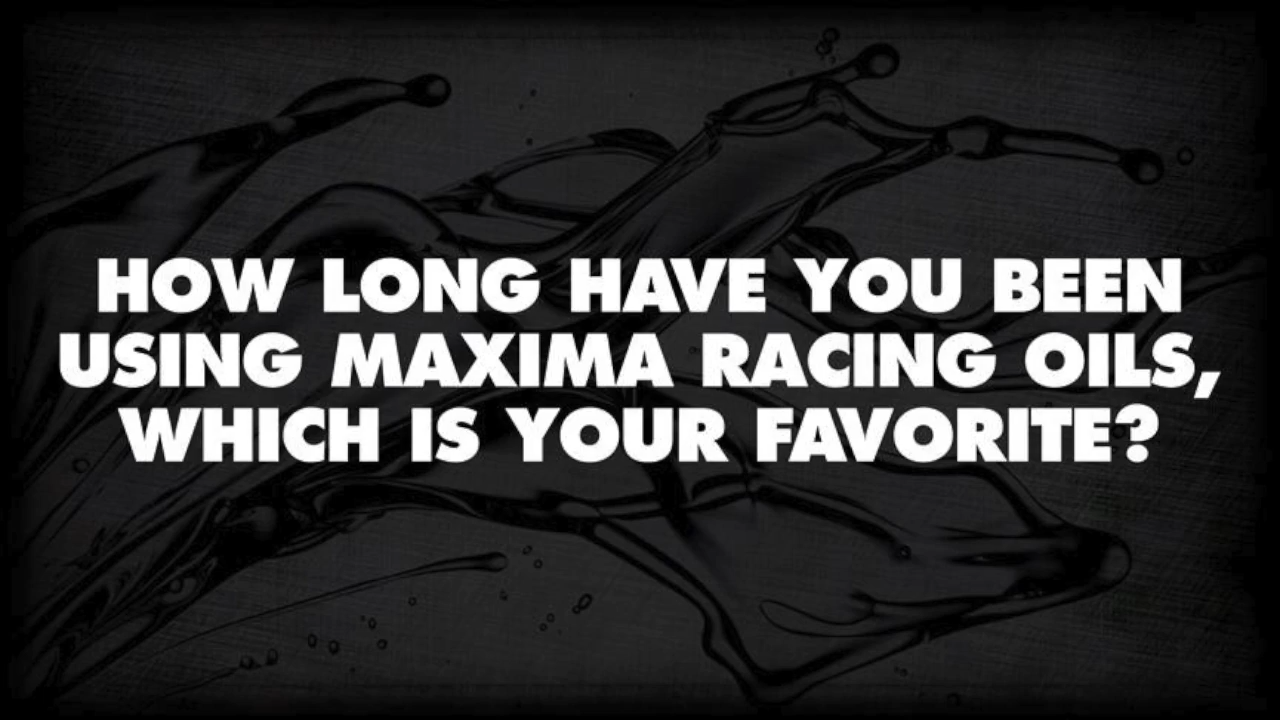 HOW LONG HAVE YOU BEEN
USING MAXIMA RACING OILS,
WHICH IS YOUR FAVORITE?